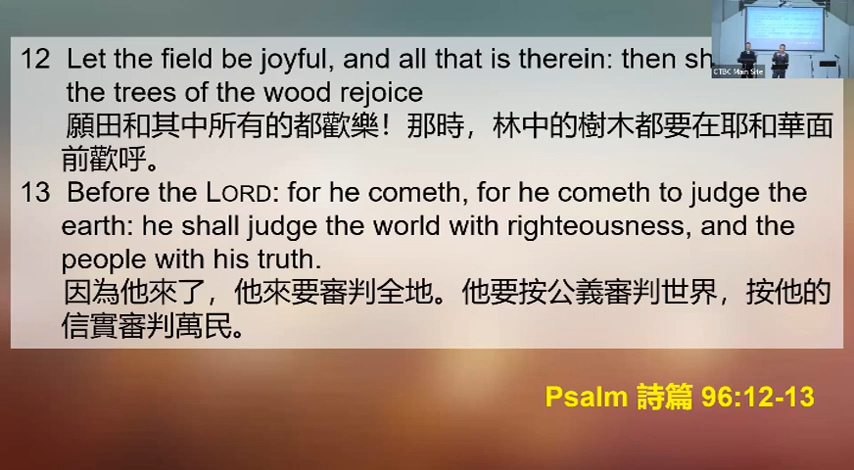 12 Let the field be joyful, and all that is therein: then
the trees of the wood rejoice
願田和其中所有的都歡樂！那時，林中的樹木都要在耶和華面
前歡呼。
13 Before the LORD: for he cometh, for he cometh to judge the
earth: he shall judge the world with righteousness, and the
people with his truth.
因為他來了，他來要審判全地。他要按公義審判世界，按他的
信實審判萬民。
Psalm 詩篇 96:12-13
CTBC Main Site